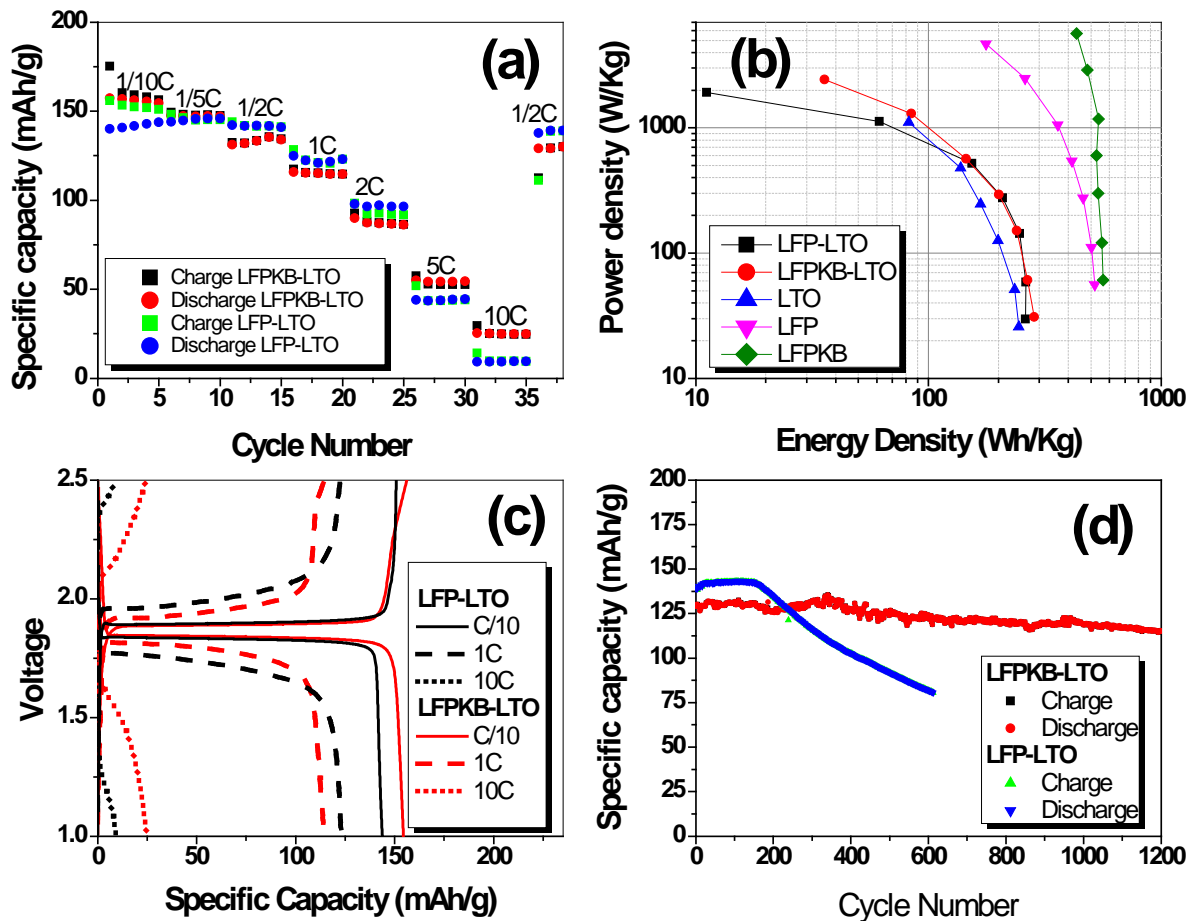 (a)
200
150
100
50
0
0 5 10 15 20 25 30 35
Specific capacity (mAh/g)
Cycle Number
1/10C
1/5C
1/2C
1C
2C
5C
10C
1/2C
Charge LFPKB-LTO
Discharge LFPKB-LTO
Charge LFP-LTO
Discharge LFP-LTO
(b)
1000
100
10
10 100 1000
Power density (W/Kg)
Energy Density (Wh/Kg)
LFP-LTO
LFPKB-LTO
LTO
LFP
LFPKB
(c)
2.5
2.0
1.5
1.0
0 50 100 150 200
Voltage
Specific Capacity (mAh/g)
LFP-LTO
C/10
1C
10C
LFPKB-LTO
C/10
1C
10C
(d)
200
175
150
125
100
75
50
25
0
0 200 400 600 800 1000 1200
Specific capacity (mAh/g)
Cycle Number
LFPKB-LTO
Charge
Discharge
LFP-LTO
Charge
Discharge